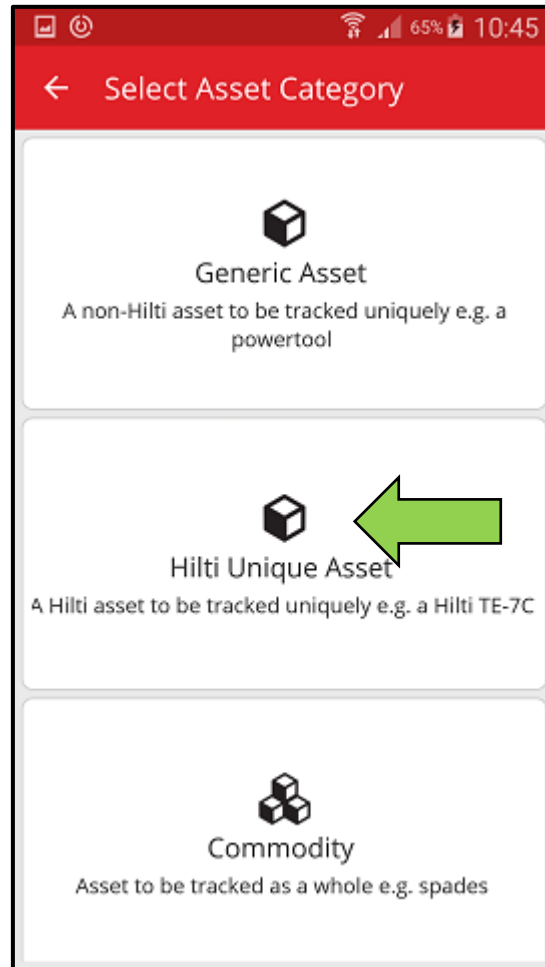 65% 10:45
Select Asset Category
Generic Asset
A non-Hilti asset to be tracked uniquely e.g. a
powertool
Hilti Unique Asset
A Hilti asset to be tracked uniquely e.g. a Hilti TE-7C
Commodity
Asset to be tracked as a whole e.g. spades